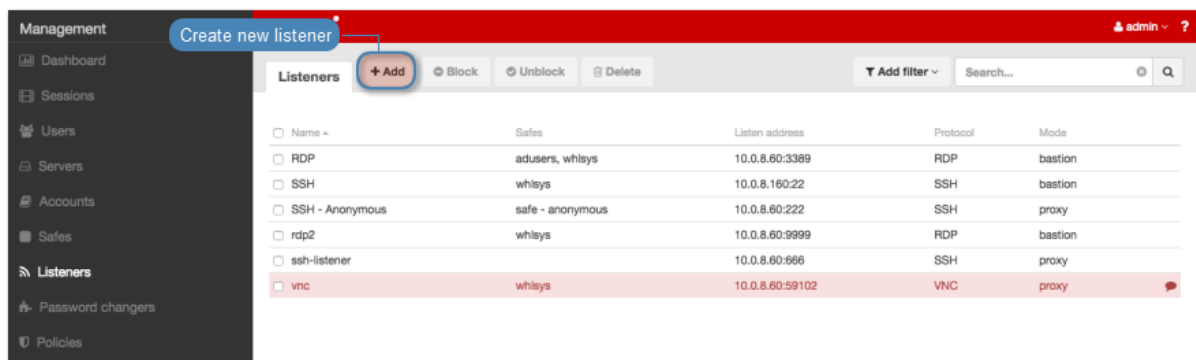 Management
Create new listener
admin ?
Dashboard
Sessions
Users
Servers
Accounts
Safes
Listeners
Password changers
Policies
Listeners + Add Block Unblock Delete Add filter Search...
Name Safes Listen address Protocol Mode
RDP adusers, whlsys 10.0.8.60:3389 RDP bastion
SSH whlsys 10.0.8.160:22 SSH bastion
SSH - Anonymous safe - anonymous 10.0.8.60:222 SSH proxy
rdp2 whlsys 10.0.8.60:9999 RDP bastion
ssh-listener 10.0.8.60:666 SSH proxy
vnc whlsys 10.0.8.60:59102 VNC proxy